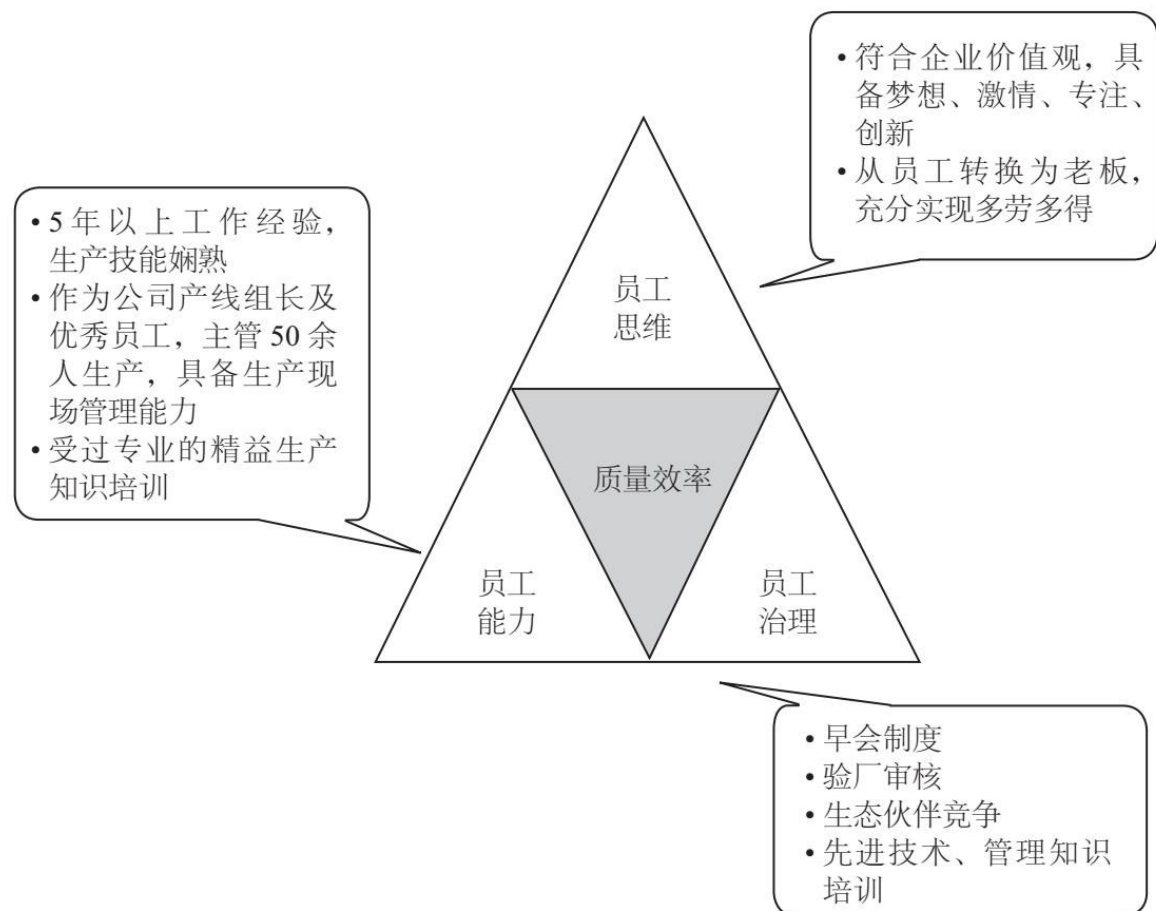 • 符合企业价值观，具
备梦想、激情、专注、
创新
• 从员工转换为老板，
充分实现多劳多得
• 5年以上工作经验，
生产技能娴熟
• 作为公司产线组长及
优秀员工，主管 50 余
人生产，具备生产现
场管理能力
• 受过专业的精益生产
知识培训
员工
思维
质量效率
员工
能力
员工
治理
• 早会制度
• 验厂审核
• 生态伙伴竞争
• 先进技术、管理知识
培训